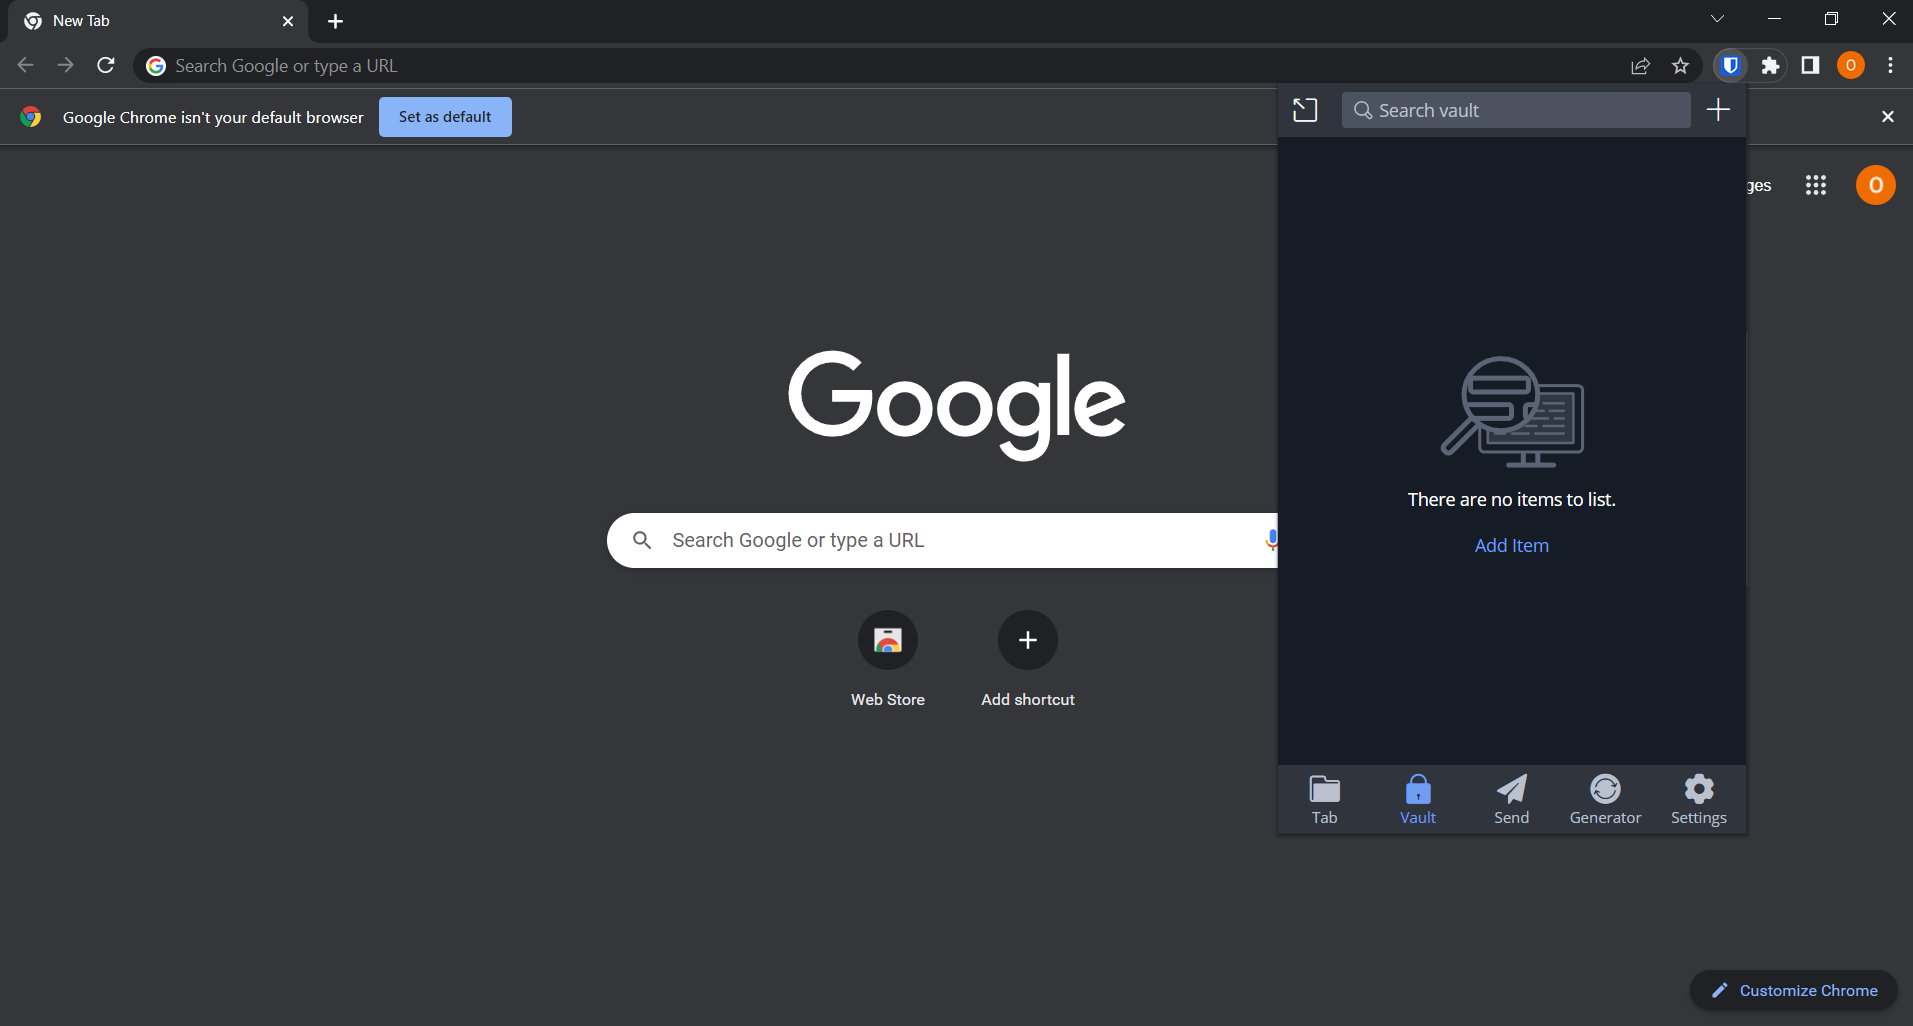 New Tab
Search Google or type a URL
O
Google Chrome isn't your default browser
Set as default
Search vault
ges
O
Google
Search Google or type a URL
There are no items to list.
Add Item
Web Store
Add shortcut
Tab
Vault
Send
Generator
Settings
Customize Chrome